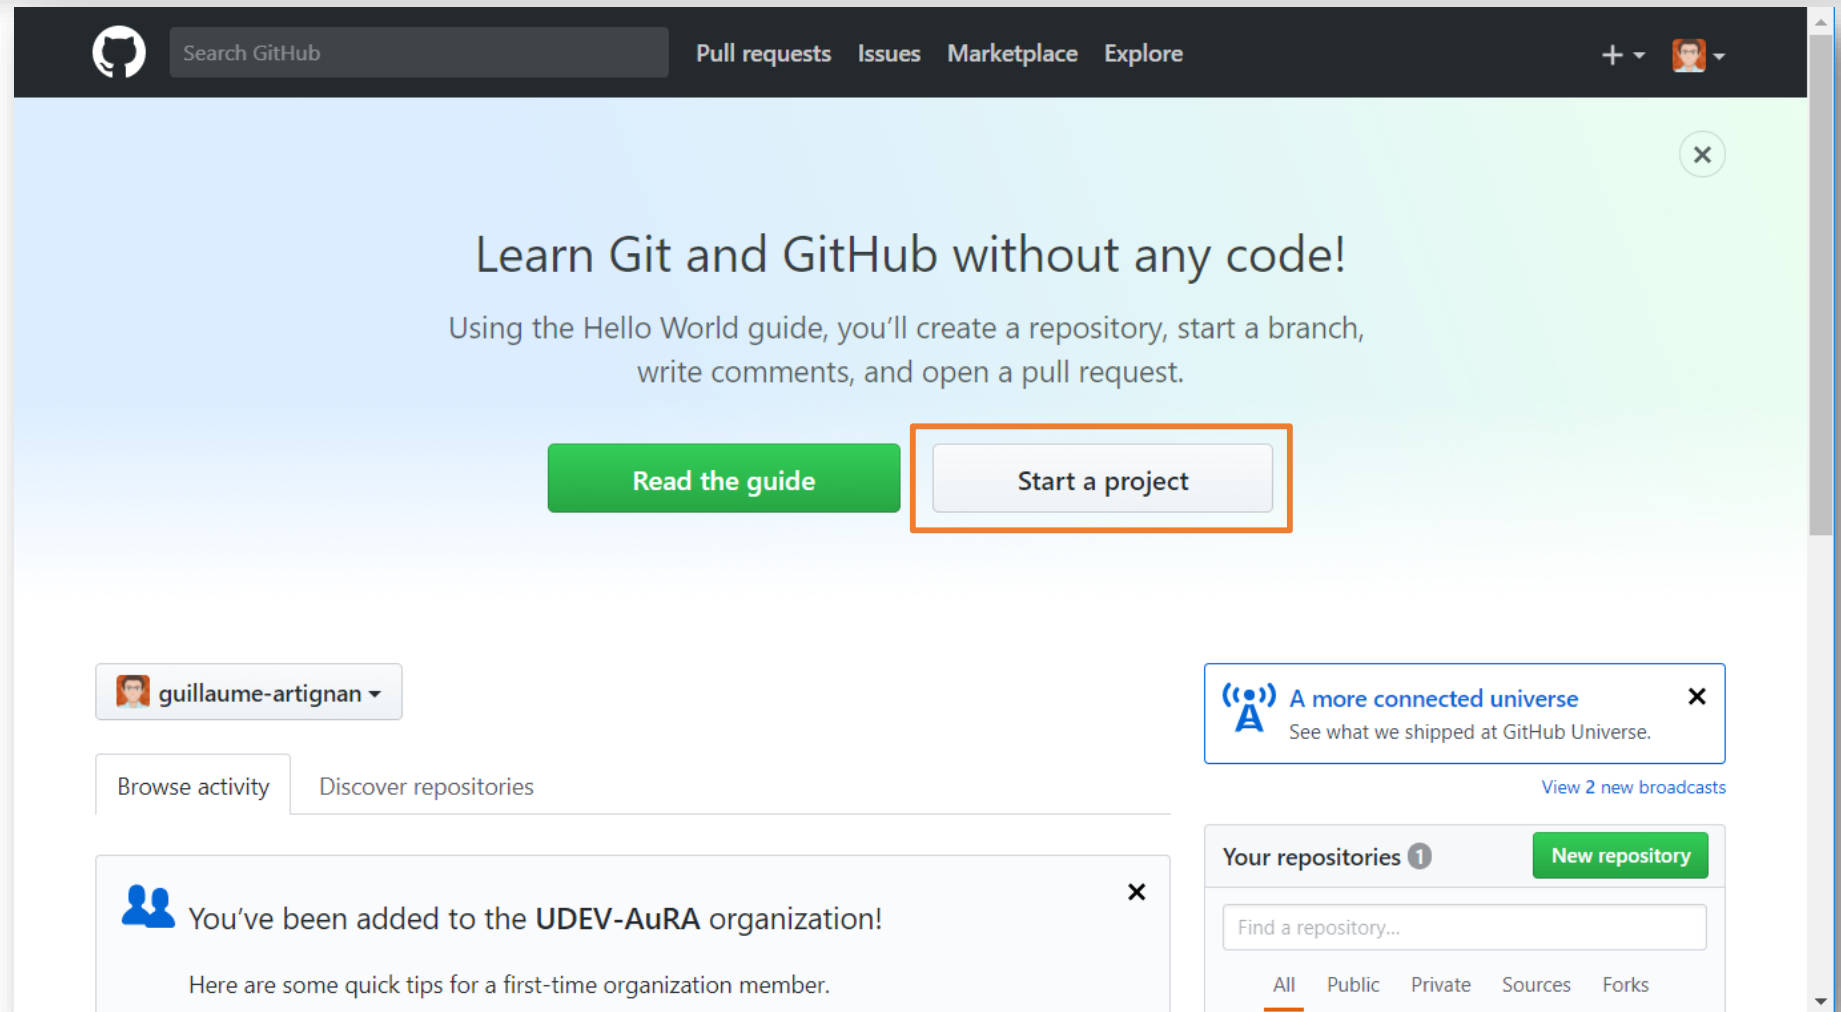 Search GitHub
Pull requests Issues Marketplace Explore
Learn Git and GitHub without any code!
Using the Hello World guide, you’ll create a repository, start a branch,
write comments, and open a pull request.
Read the guide
Start a project
guillaume-artignan
A more connected universe
See what we shipped at GitHub Universe.
View 2 new broadcasts
Browse activity
Discover repositories
You’ve been added to the UDEV-AuRA organization!
Here are some quick tips for a first-time organization member.
Your repositories 1
New repository
Find a repository...
All Public Private Sources Forks